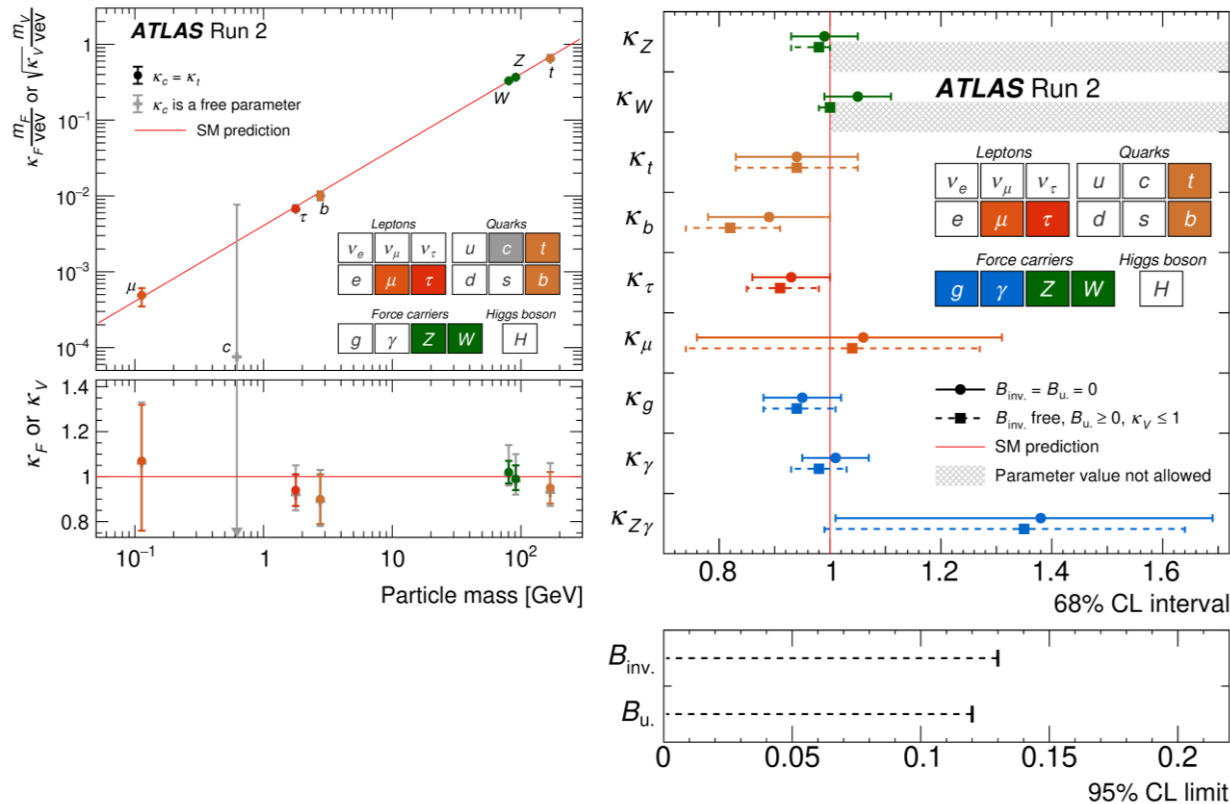 ATLAS Run 2
κ_F m_F/vev or √κ_V m_V/vev
κ_c = κ_t
κ_c is a free parameter
SM prediction
1
10⁻¹
10⁻²
10⁻³
10⁻⁴
μ
c
τ
b
W
Z
t
Leptons Quarks
ν_e ν_μ ν_τ u c t
e μ τ d s b
Force carriers Higgs boson
g γ Z W H
κ_F or κ_V
1.4
1.2
1
0.8
10⁻¹ 1 10 10²
Particle mass [GeV]
ATLAS Run 2
κ_Z
κ_W
κ_t
κ_b
κ_τ
κ_μ
κ_g
κ_γ
κ_Zγ
Leptons Quarks
ν_e ν_μ ν_τ u c t
e μ τ d s b
Force carriers Higgs boson
g γ Z W H
B_inv. = B_u. = 0
B_inv. free, B_u. ≥ 0, κ_V ≤ 1
SM prediction
Parameter value not allowed
0.8 1 1.2 1.4 1.6
68% CL interval
B_inv.
B_u.
0 0.05 0.1 0.15 0.2
95% CL limit